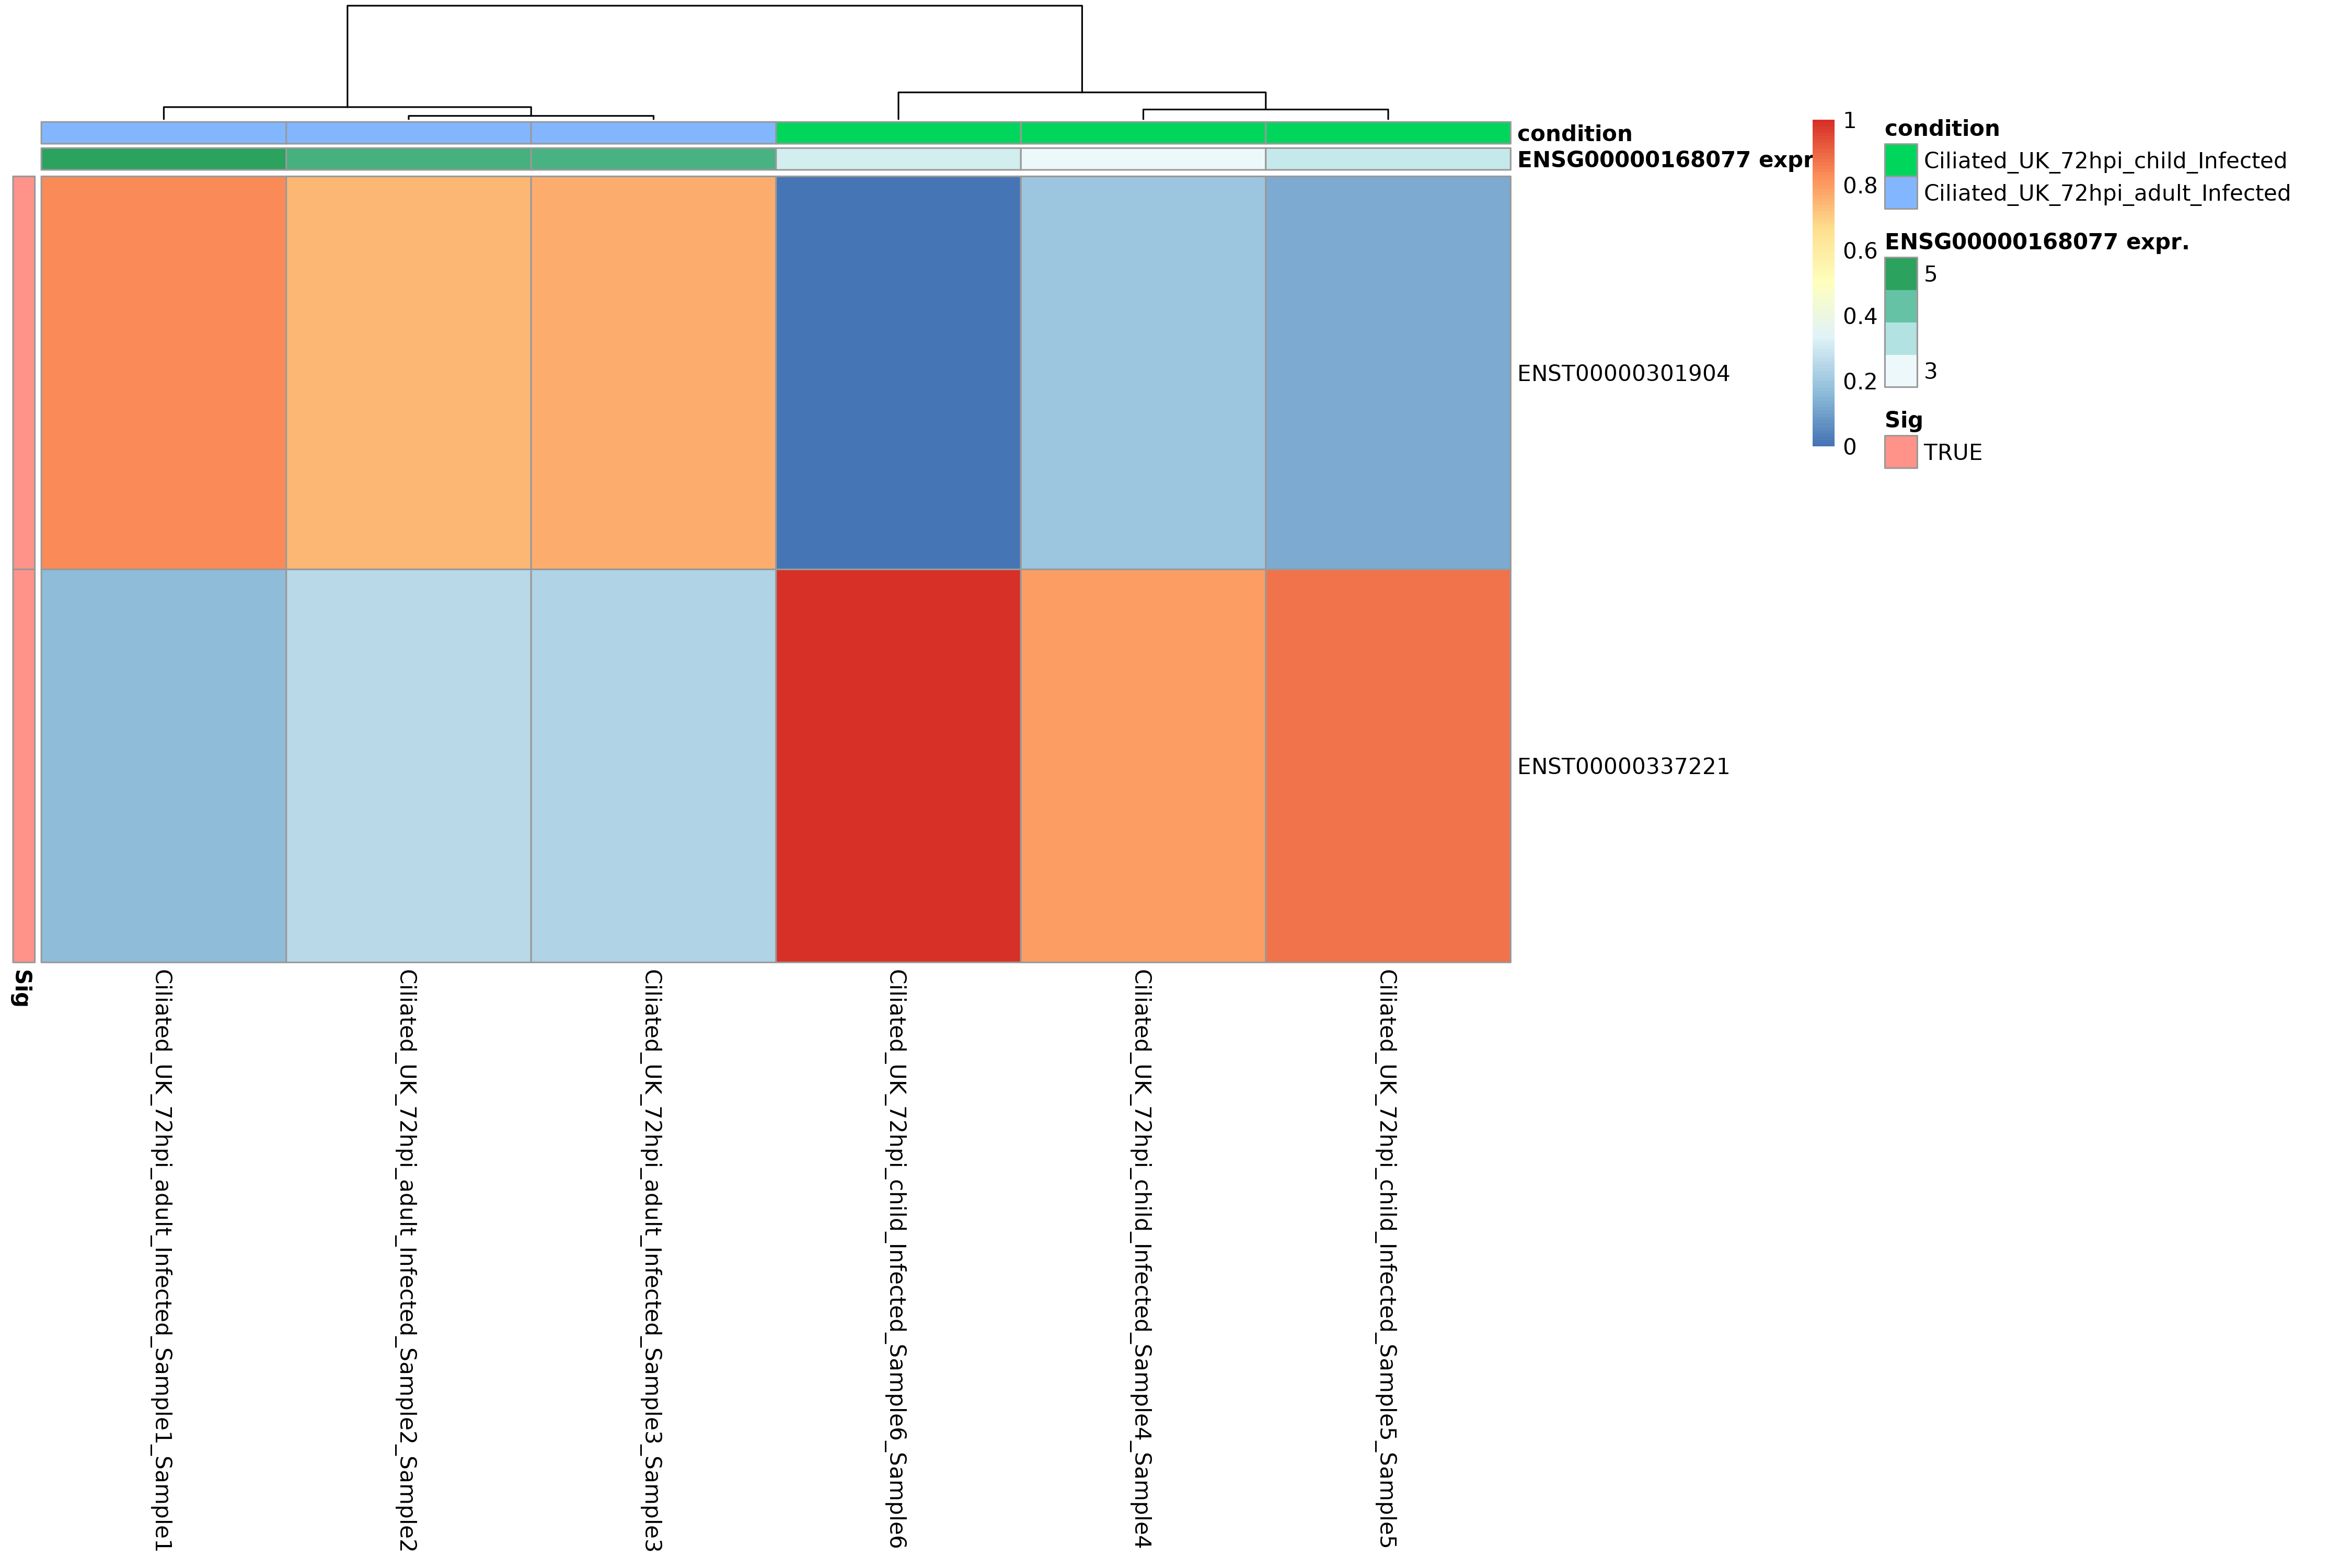 condition
ENSG00000168077 expr
ENST00000301904
ENST00000337221
1
0.8
0.6
0.4
0.2
0
condition
Ciliated_UK_72hpi_child_Infected
Ciliated_UK_72hpi_adult_Infected
ENSG00000168077 expr.
5
3
Sig
TRUE
Sig
Ciliated_UK_72hpi_adult_Infected_Sample1_Sample1
Ciliated_UK_72hpi_adult_Infected_Sample2_Sample2
Ciliated_UK_72hpi_adult_Infected_Sample3_Sample3
Ciliated_UK_72hpi_child_Infected_Sample6_Sample6
Ciliated_UK_72hpi_child_Infected_Sample4_Sample4
Ciliated_UK_72hpi_child_Infected_Sample5_Sample5